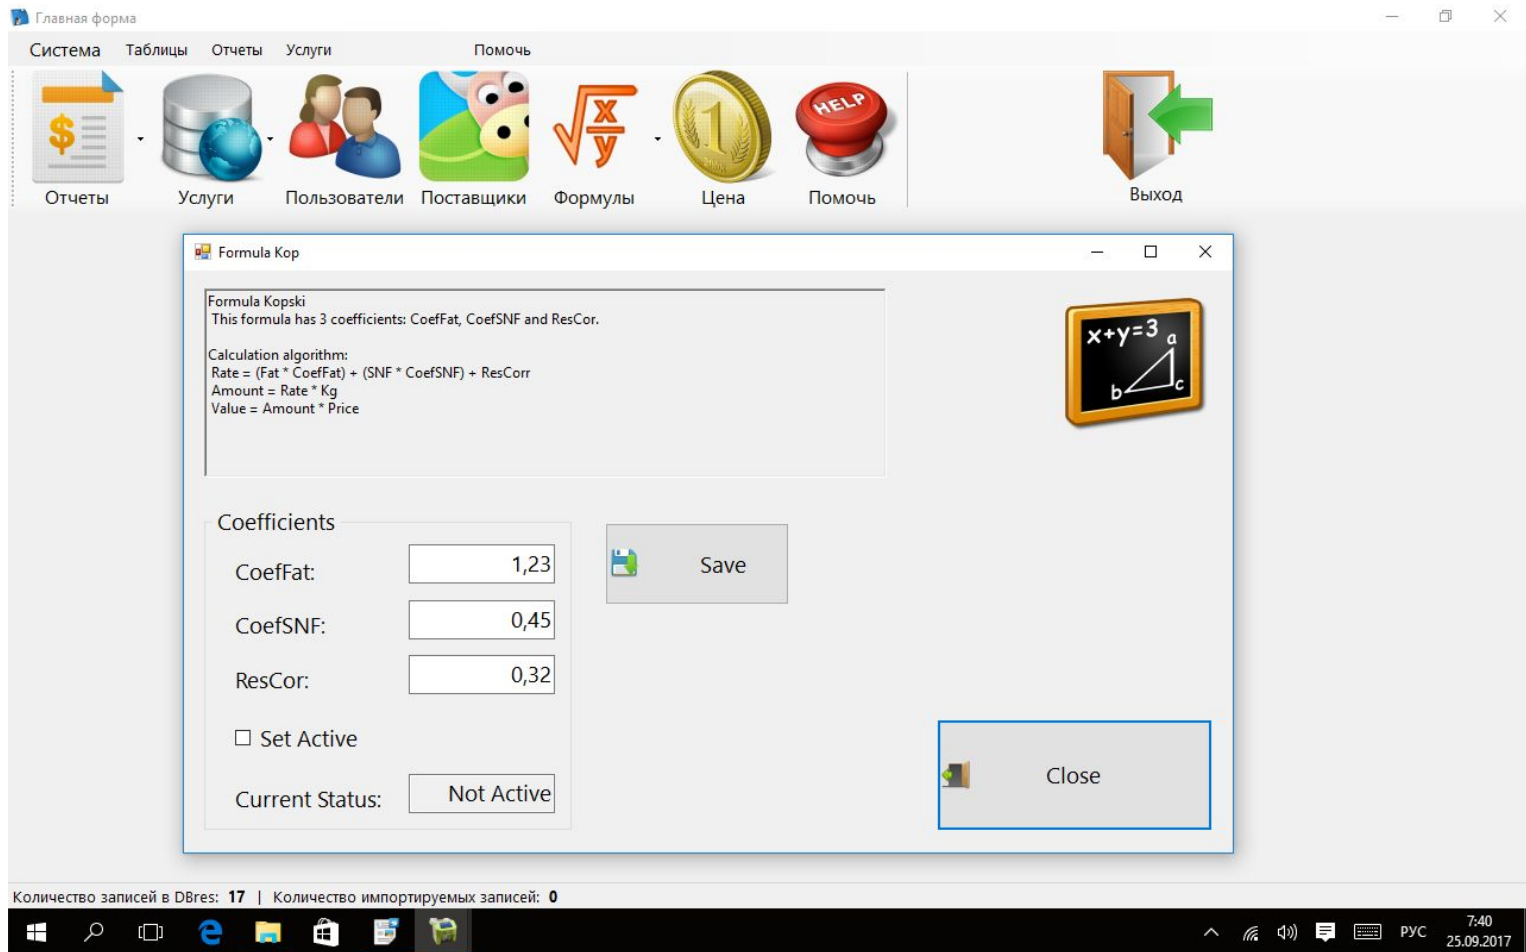 Главная форма
Система Таблицы Отчеты Услуги Помочь
$ x y 1 HELP
Отчеты Услуги Пользователи Поставщики Формулы Цена Помочь Выход
Formula Kop
Formula Kopski
This formula has 3 coefficients: CoefFat, CoefSNF and ResCor.
Calculation algorithm:
Rate = (Fat * CoefFat) + (SNF * CoefSNF) + ResCorr
Amount = Rate * Kg
Value = Amount * Price
x+y=3 a
b c
Coefficients
CoefFat: 1,23
Save
CoefSNF: 0,45
ResCor: 0,32
Set Active
Close
Current Status: Not Active
Количество записей в DBres: 17 | Количество импортируемых записей: 0
РУС 7:40
25.09.2017